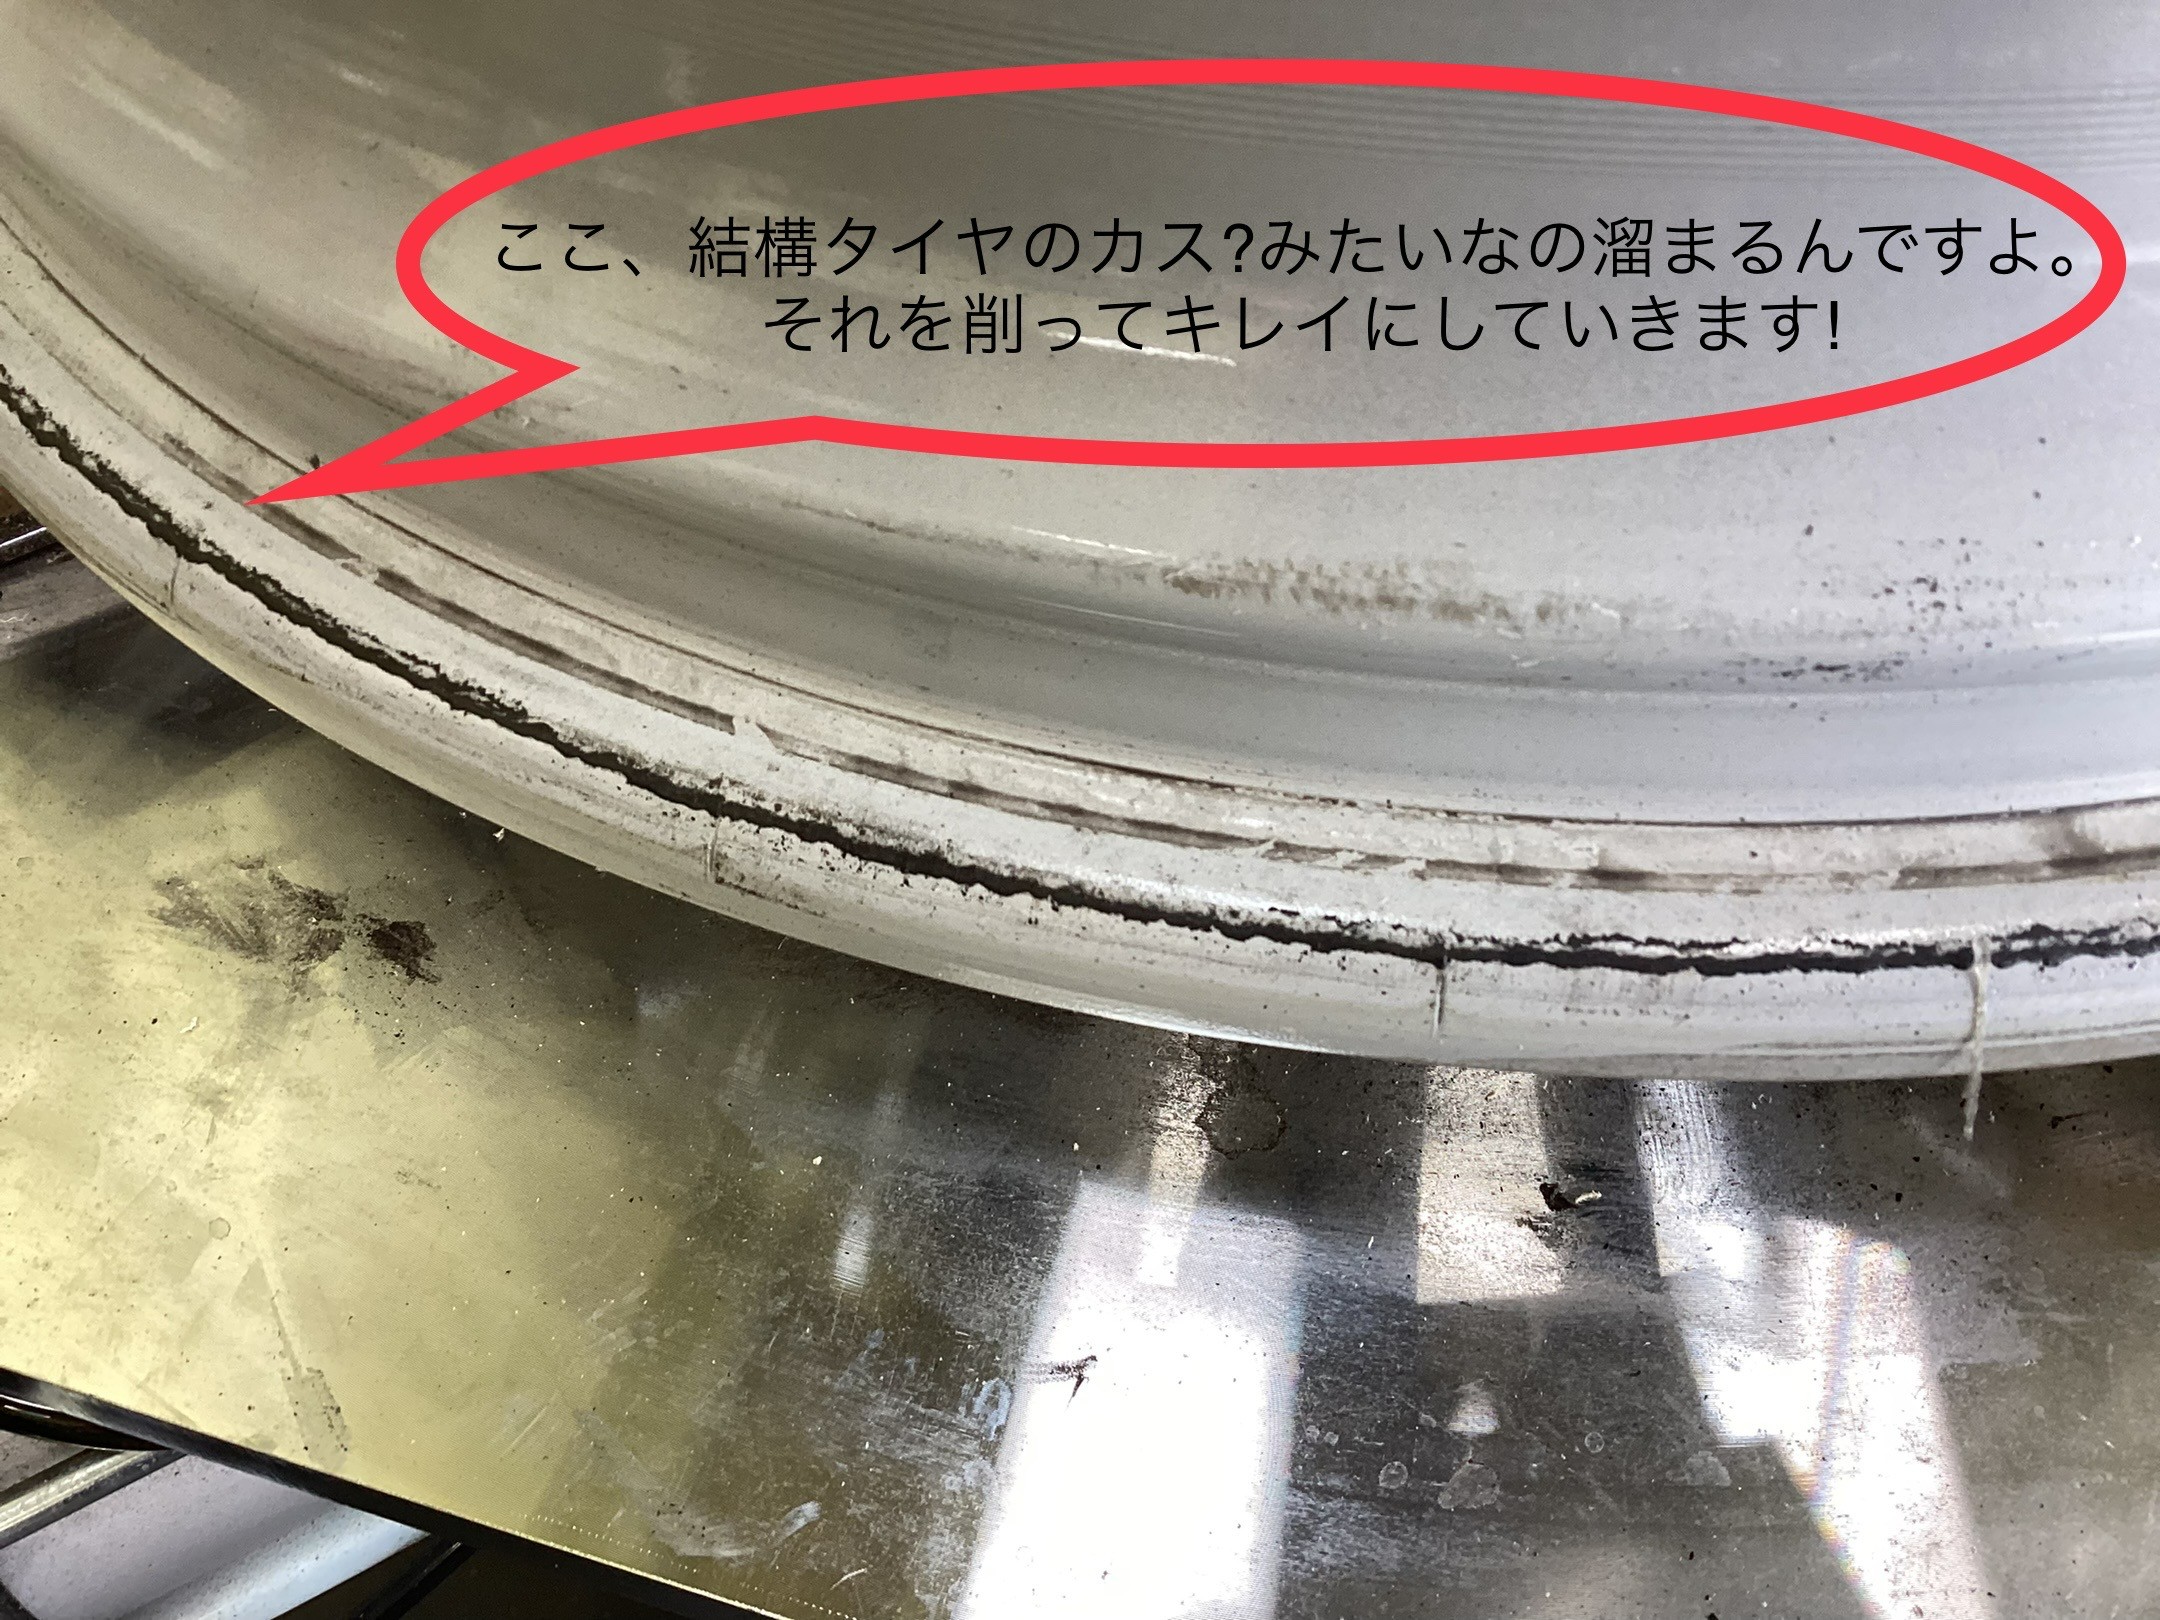 ここ、結構タイヤのカス?みたいなの溜まるんですよ。
それを削ってキレイにしていきます!